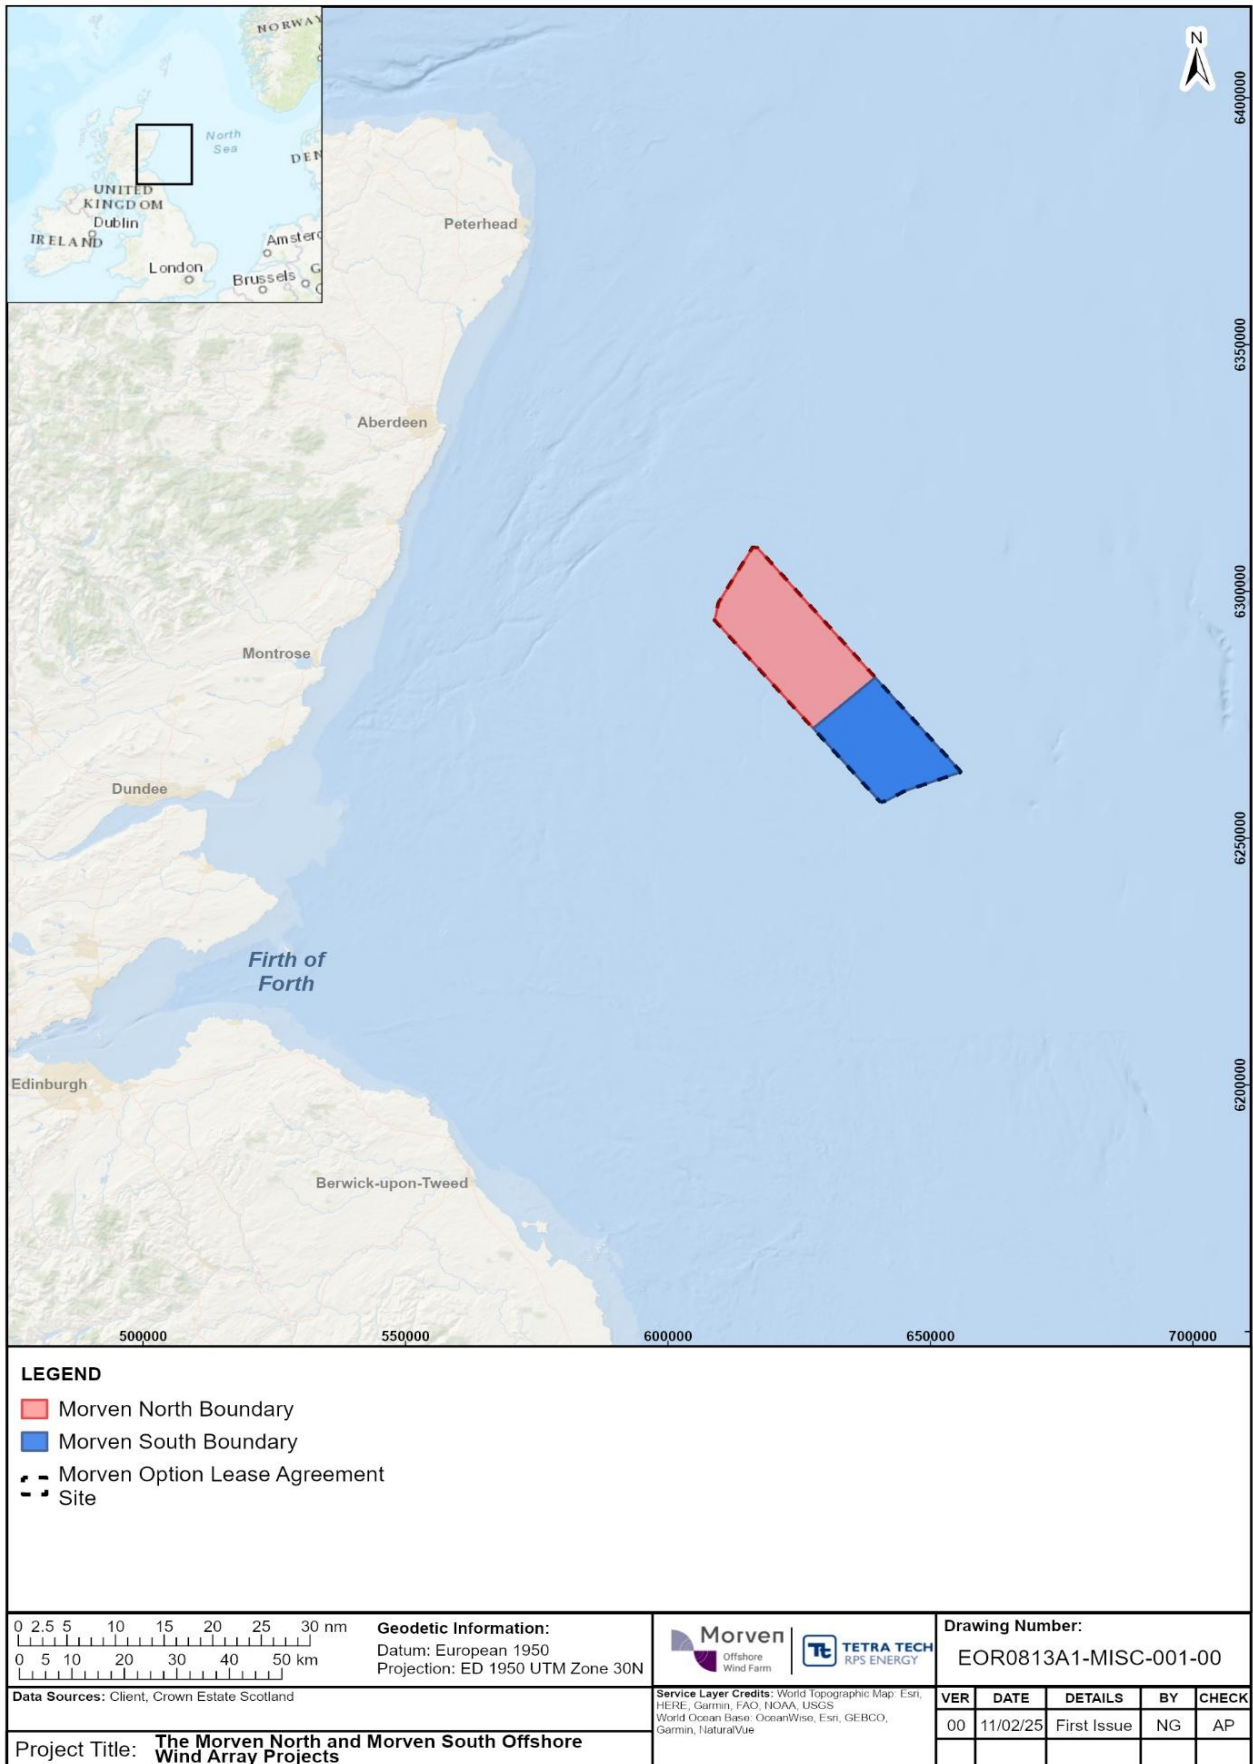 NORWAY
North
Sea
DEN
UNITED
KINGDOM
Dublin
IRELAND
Amsterd
London
Brussels
G
N
Peterhead
Aberdeen
Montrose
Dundee
Firth of
Forth
Edinburgh
Berwick-upon-Tweed
6400000
6350000
6300000
6250000
6200000
500000 550000 600000 650000 700000
LEGEND
Morven North Boundary
Morven South Boundary
Morven Option Lease Agreement
Site
0 2.5 5 10 15 20 25 30 nm
0 5 10 20 30 40 50 km
Geodetic Information:
Datum: European 1950
Projection: ED 1950 UTM Zone 30N
Morven
Offshore
Wind Farm
Tt TETRA TECH
RPS ENERGY
Drawing Number:
EOR0813A1-MISC-001-00
Data Sources: Client, Crown Estate Scotland
Service Layer Credits: World Topographic Map: Esri,
HERE, Garmin, FAO, NOAA, USGS
World Ocean Base: OceanWise, Esri, GEBCO,
Garmin, NaturalVue
VER DATE DETAILS BY CHECK
00 11/02/25 First Issue NG AP
Project Title: The Morven North and Morven South Offshore
Wind Array Projects